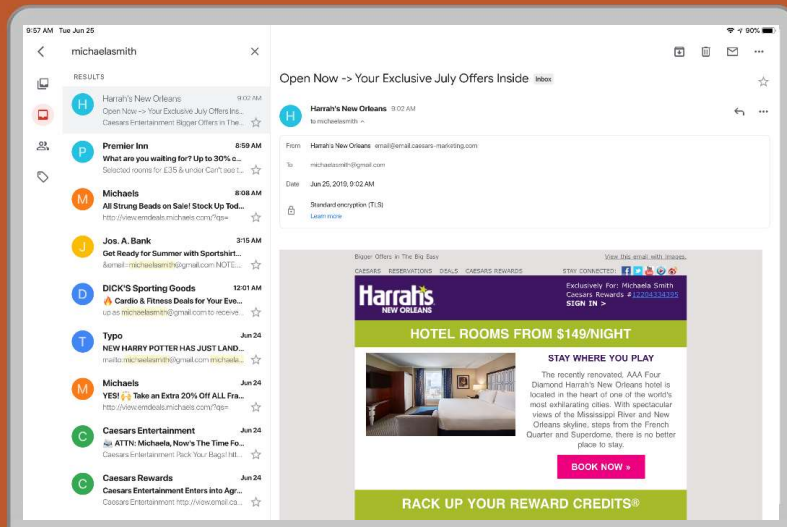 9:57 AM Tue Jun 25
90%
michaelasmith
RESULTS
Harrah's New Orleans 9:02 AM
Open Now -> Your Exclusive July Offers Ins...
Caesars Entertainment Bigger Offers in The...
Premier Inn 8:59 AM
What are you waiting for? Up to 30% c...
Selected rooms for £35 & under Can't see t...
Michaels 8:08 AM
All Strung Beads on Sale! Stock Up Tod...
http://view.emdeals.michaels.com/?qs=
Jos. A. Bank 3:15 AM
Get Ready for Summer with Sportshirt...
&email: michaelasmith@gmail.com NOTE:...
DICK'S Sporting Goods 12:01 AM
Cardio & Fitness Deals for Your Eve...
up as michaelasmith@gmail.com to receive...
Typo Jun 24
NEW HARRY POTTER HAS JUST LAND...
mailto:michaelasmith@gmail.com michaela...
Michaels Jun 24
YES! Take an Extra 20% Off ALL Fra...
http://view.emdeals.michaels.com/?qs=
Caesars Entertainment Jun 24
ATTN: Michaela, Now's The Time Fo...
Caesars Entertainment Pack Your Bags! htt...
Caesars Rewards Jun 24
Caesars Entertainment Enters into Agr...
Caesars Entertainment http://view.email.ca...
Open Now -> Your Exclusive July Offers Inside Inbox
H
Harrah's New Orleans 9:02 AM
to michaelasmith
From Harrah's New Orleans email@email.caesars-marketing.com
To michaelasmith@gmail.com
Date Jun 25, 2019, 9:02 AM
Standard encryption (TLS)
Learn more
Bigger Offers in The Big Easy View this email with images.
CAESARS RESERVATIONS DEALS CAESARS REWARDS STAY CONNECTED:
Harrah's
NEW ORLEANS
Exclusively For: Michaela Smith
Caesars Rewards #12204334395
SIGN IN >
HOTEL ROOMS FROM $149/NIGHT
STAY WHERE YOU PLAY
The recently renovated, AAA Four
Diamond Harrah's New Orleans hotel is
located in the heart of one of the world's
most exhilarating cities. With spectacular
views of the Mississippi River and New
Orleans skyline, steps from the French
Quarter and Superdome, there is no better
place to stay.
BOOK NOW »
RACK UP YOUR REWARD CREDITS®